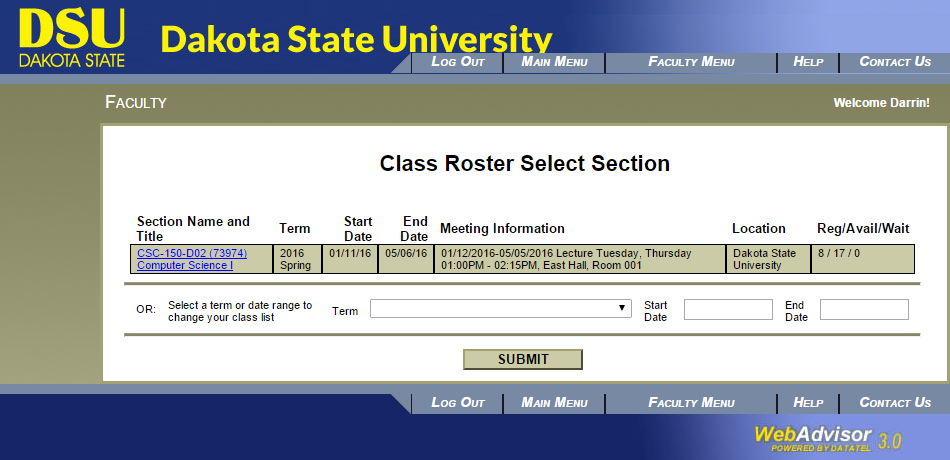 DSU
DAKOTA STATE
Dakota State University
LOG OUT MAIN MENU FACULTY MENU HELP CONTACT US
FACULTY
Welcome Darrin!
Class Roster Select Section
Section Name and Title Term Start Date End Date Meeting Information Location Reg/Avail/Wait
CSC-150-D02 (73974) 2016 01/11/16 05/06/16 01/12/2016-05/05/2016 Lecture Tuesday, Thursday Dakota State 8 / 17 / 0
Computer Science I Spring 01:00PM - 02:15PM, East Hall, Room 001 University
OR: Select a term or date range to change your class list Term Start Date End Date
SUBMIT
LOG OUT MAIN MENU FACULTY MENU HELP CONTACT US
WebAdvisor 3.0
POWERED BY DATATEL